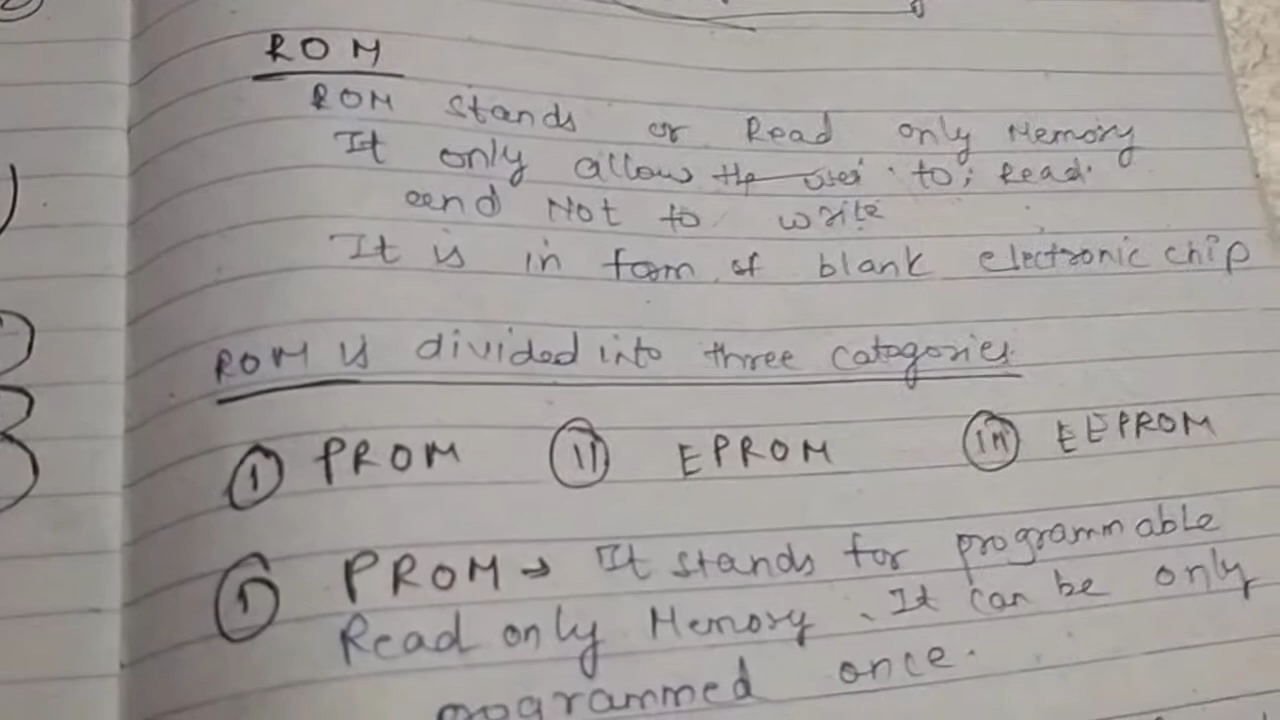 ROM
ROM stands or Read only Memory
It only allow the user to; Read.
aend Not to write
It is in form of blank electronic chip
ROM is divided into three catagories.
(i) PROM (ii) EPROM (iii) EEPROM
(i) PROM → It stands for programmable
Read only Memory. It can be only
programmed once.